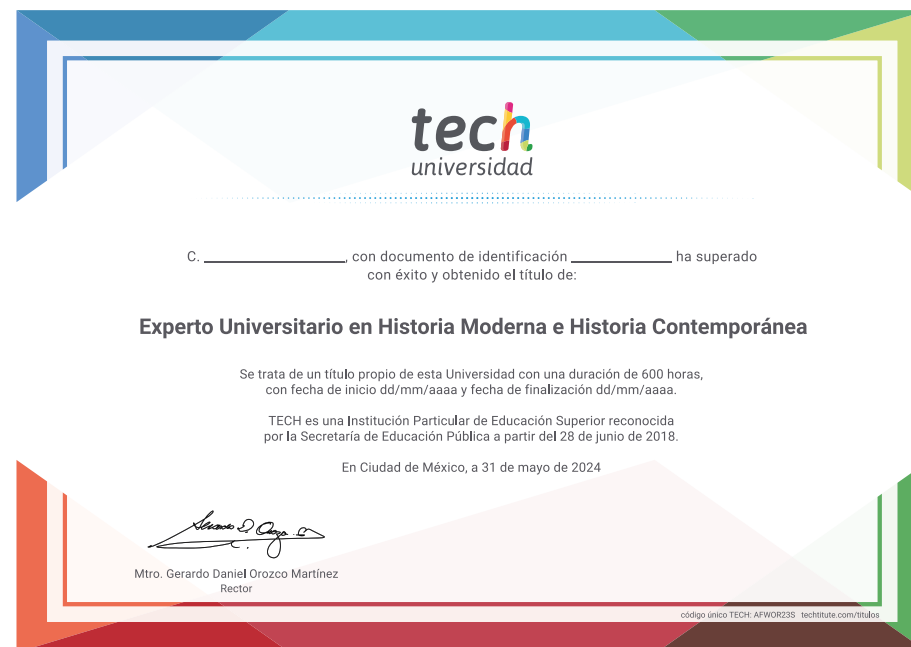 tech
universidad
C. ____________, con documento de identificación ____________ ha superado
con éxito y obtenido el título de:
Experto Universitario en Historia Moderna e Historia Contemporánea
Se trata de un título propio de esta Universidad con una duración de 600 horas,
con fecha de inicio dd/mm/aaaa y fecha de finalización dd/mm/aaaa.
TECH es una Institución Particular de Educación Superior reconocida
por la Secretaría de Educación Pública a partir del 28 de junio de 2018.
En Ciudad de México, a 31 de mayo de 2024
Mtro. Gerardo Daniel Orozco Martínez
Rector
código único TECH: AFWOR23S techtitute.com/titulos